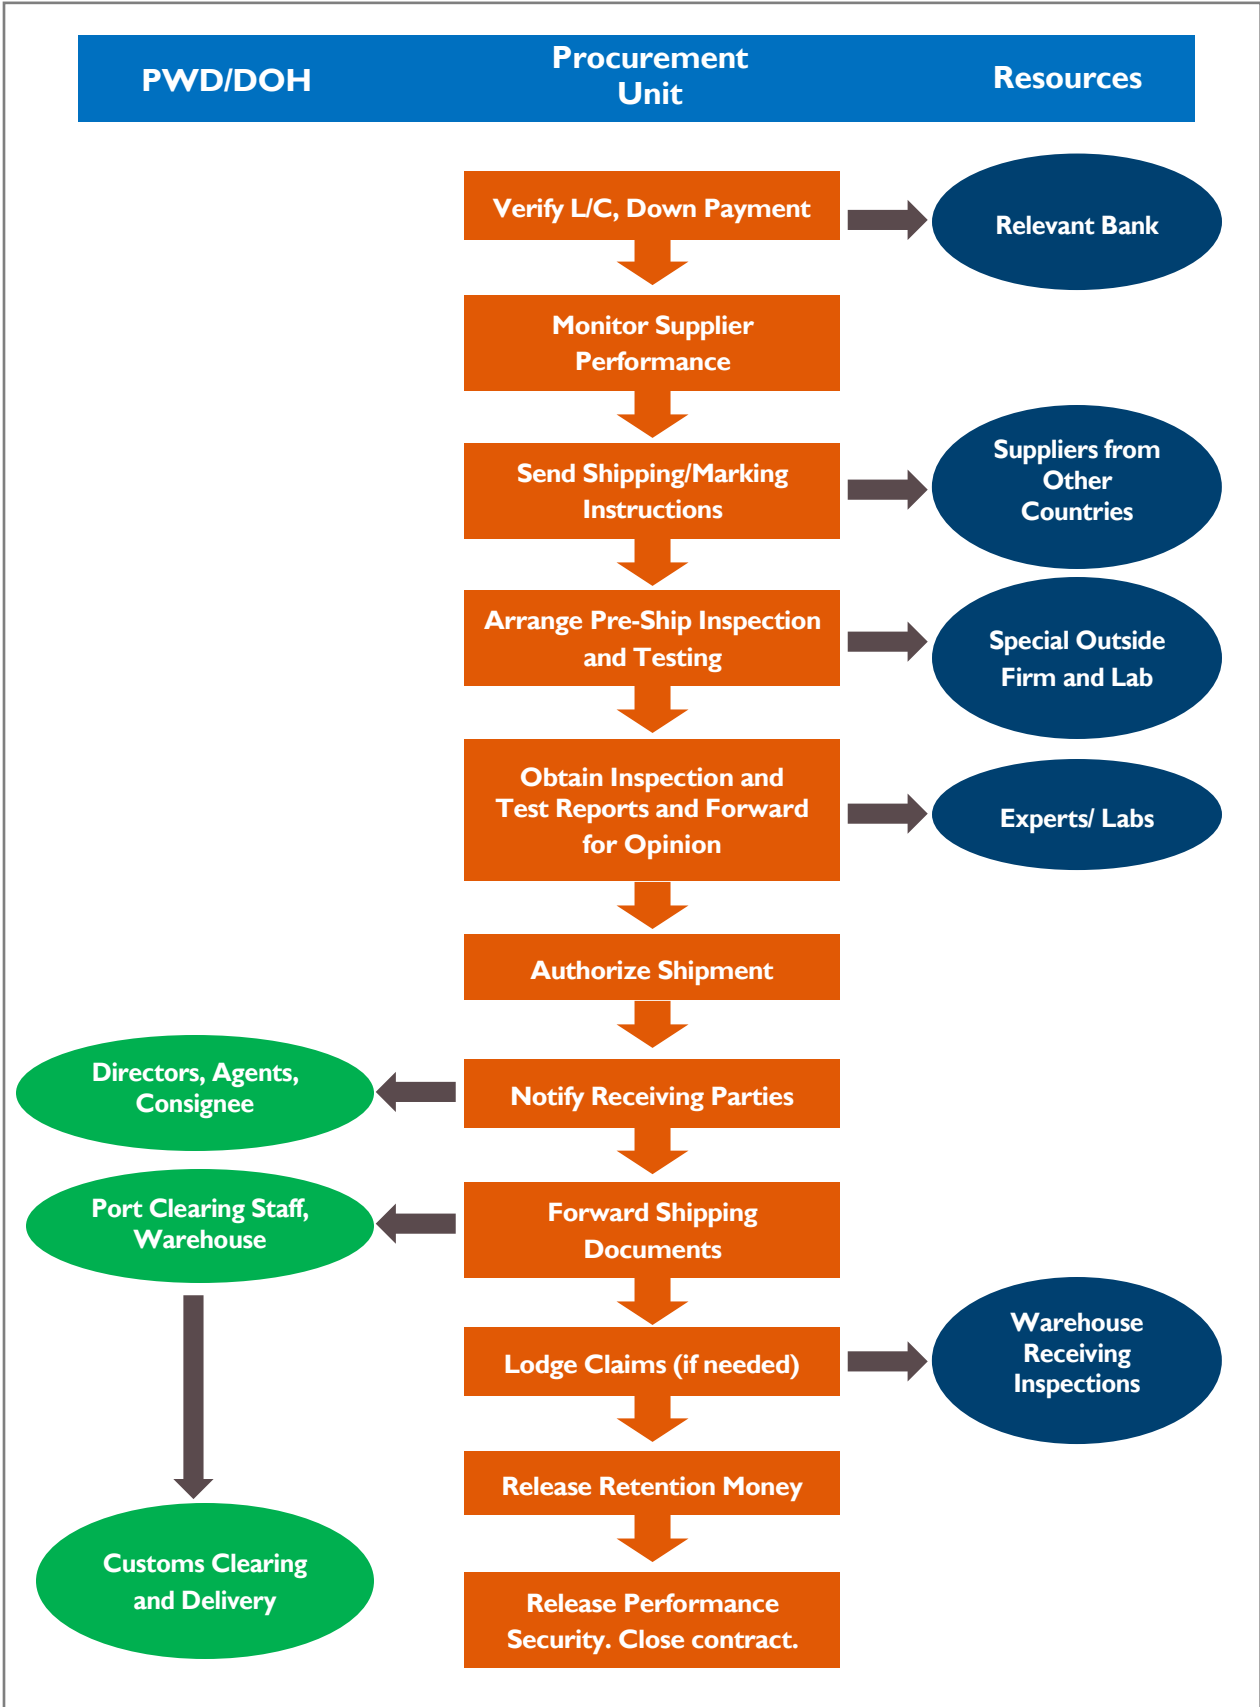 PWD/DOH
Procurement
Unit
Resources
Verify L/C, Down Payment
Relevant Bank
Monitor Supplier
Performance
Send Shipping/Marking
Instructions
Suppliers from
Other
Countries
Arrange Pre-Ship Inspection
and Testing
Special Outside
Firm and Lab
Obtain Inspection and
Test Reports and Forward
for Opinion
Experts/ Labs
Authorize Shipment
Directors, Agents,
Consignee
Notify Receiving Parties
Port Clearing Staff,
Warehouse
Forward Shipping
Documents
Lodge Claims (if needed)
Warehouse
Receiving
Inspections
Release Retention Money
Customs Clearing
and Delivery
Release Performance
Security. Close contract.